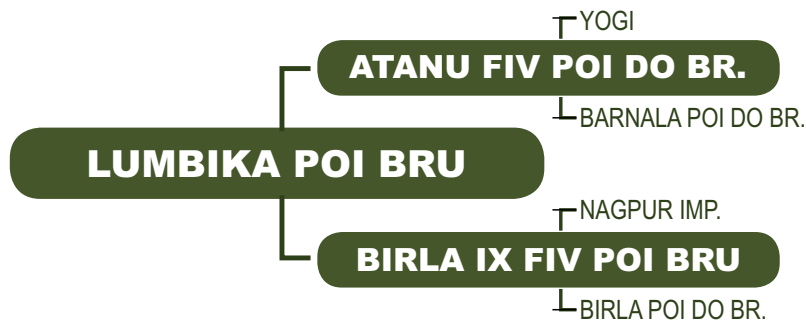 YOGI
ATANU FIV POI DO BR.
BARNALA POI DO BR.
LUMBIKA POI BRU
NAGPUR IMP.
BIRLA IX FIV POI BRU
BIRLA POI DO BR.